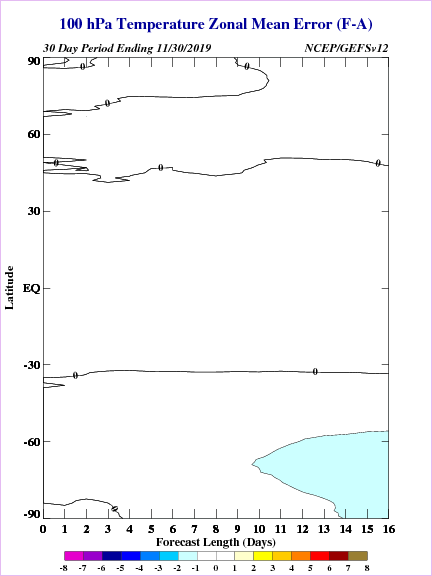 100 hPa Temperature Zonal Mean Error (F-A)
30 Day Period Ending 11/30/2019 NCEP/GEFSv12
90
60
30
EQ
-30
-60
-90
Latitude
0 0
0
0 0 0
0 0
0
0 1 2 3 4 5 6 7 8 9 10 11 12 13 14 15 16
Forecast Length (Days)
-8 -7 -6 -5 -4 -3 -2 -1 1 2 3 4 5 6 7 8